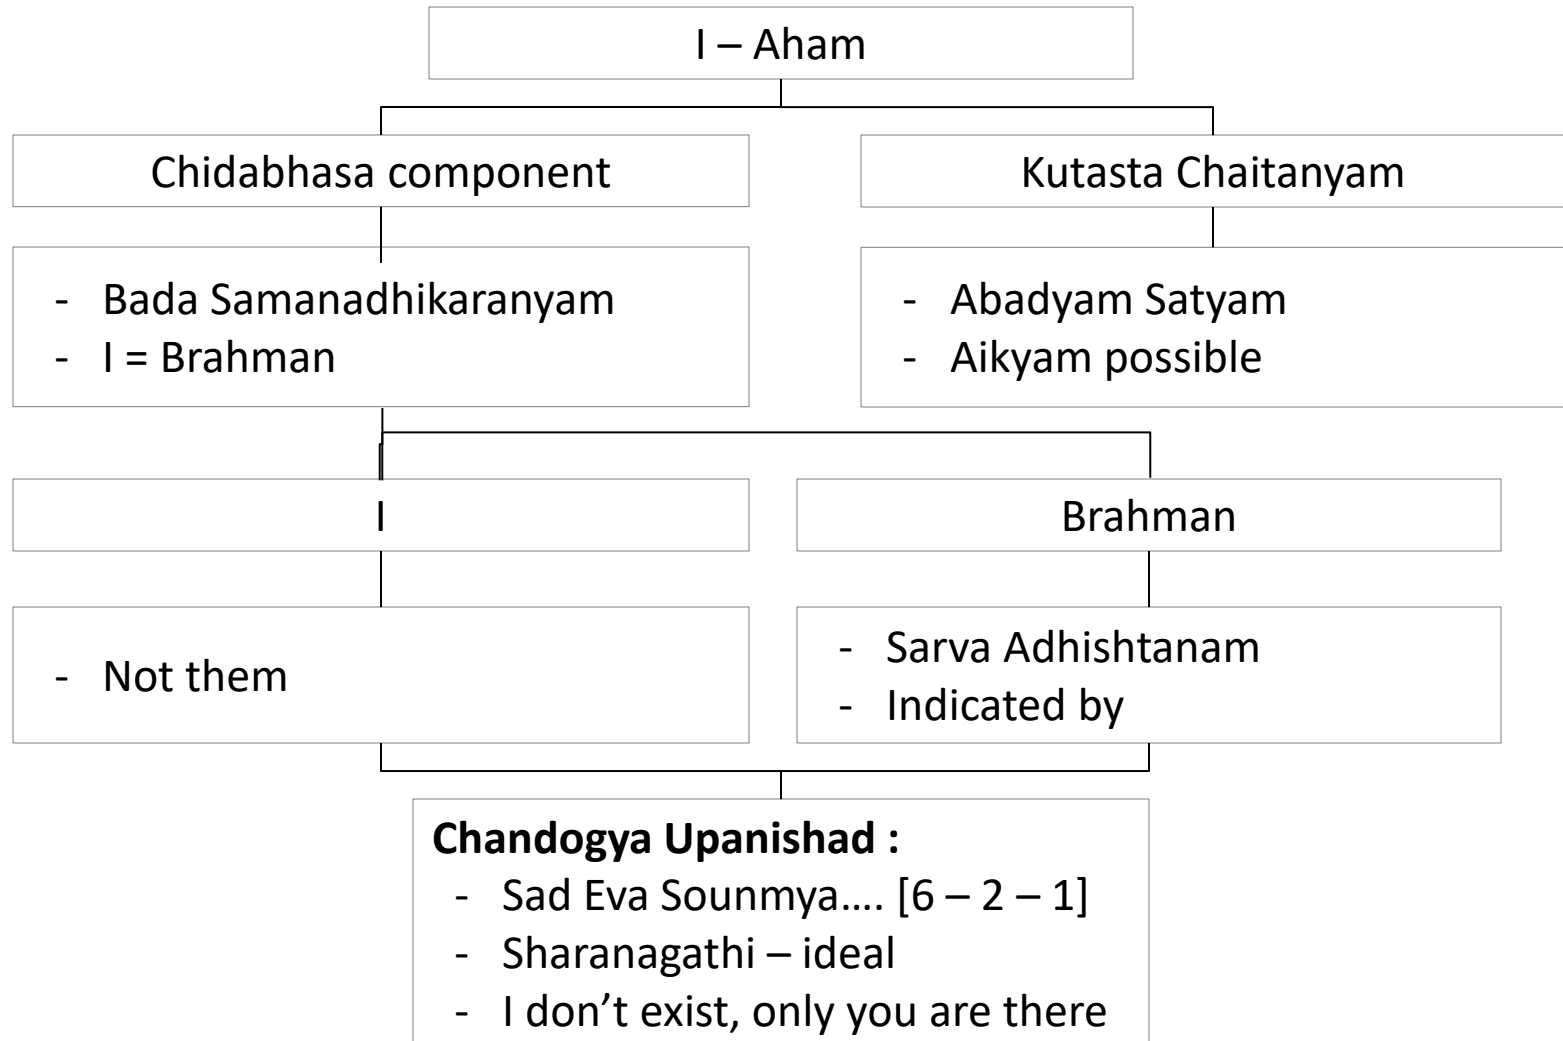 I – Aham
Chidabhasa component
Kutasta Chaitanyam
- Bada Samanadhikaranyam
- I = Brahman
- Abadyam Satyam
- Aikyam possible
I
Brahman
- Not them
- Sarva Adhishtanam
- Indicated by
Chandogya Upanishad :
- Sad Eva Sounmya.... [6 – 2 – 1]
- Sharanagathi – ideal
- I don’t exist, only you are there